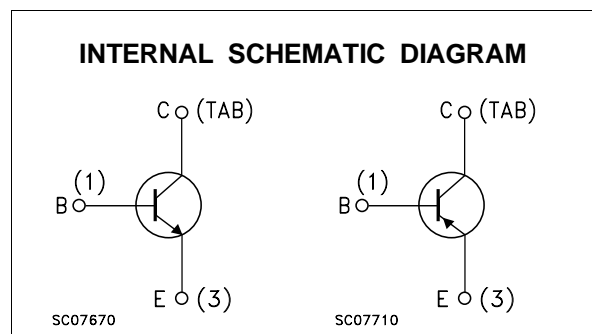 INTERNAL SCHEMATIC DIAGRAM
C (TAB)
C (TAB)
(1)
(1)
B
B
E (3)
E (3)
SC07670
SC07710